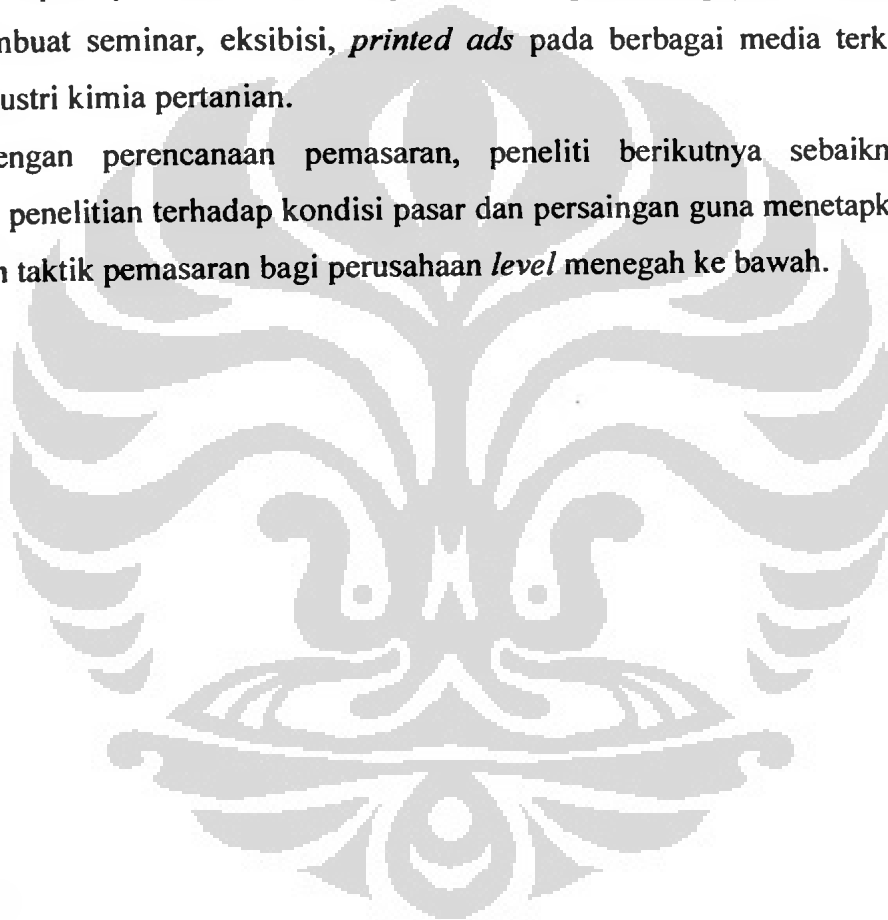 mbuat seminar, eksibisi, printed ads pada berbagai media terk
ustri kimia pertanian.
engan perencanaan pemasaran, peneliti berikutnya sebaikn
penelitian terhadap kondisi pasar dan persaingan guna menetapk
n taktik pemasaran bagi perusahaan level menegah ke bawah.